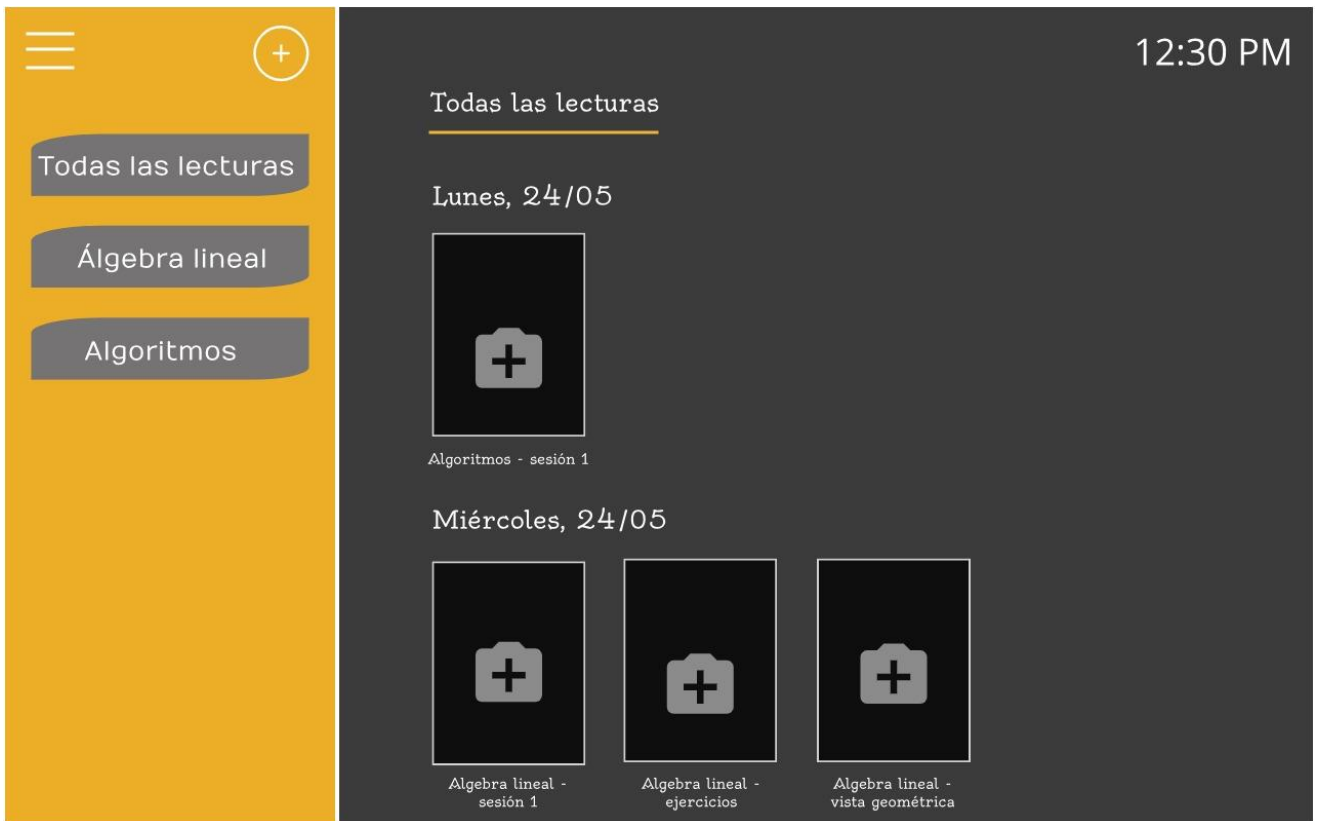 Todas las lecturas
Álgebra lineal
Algoritmos
12:30 PM
Todas las lecturas
Lunes, 24/05
Algoritmos - sesión 1
Miércoles, 24/05
Algebra lineal -
sesión 1
Algebra lineal -
ejercicios
Algebra lineal -
vista geométrica